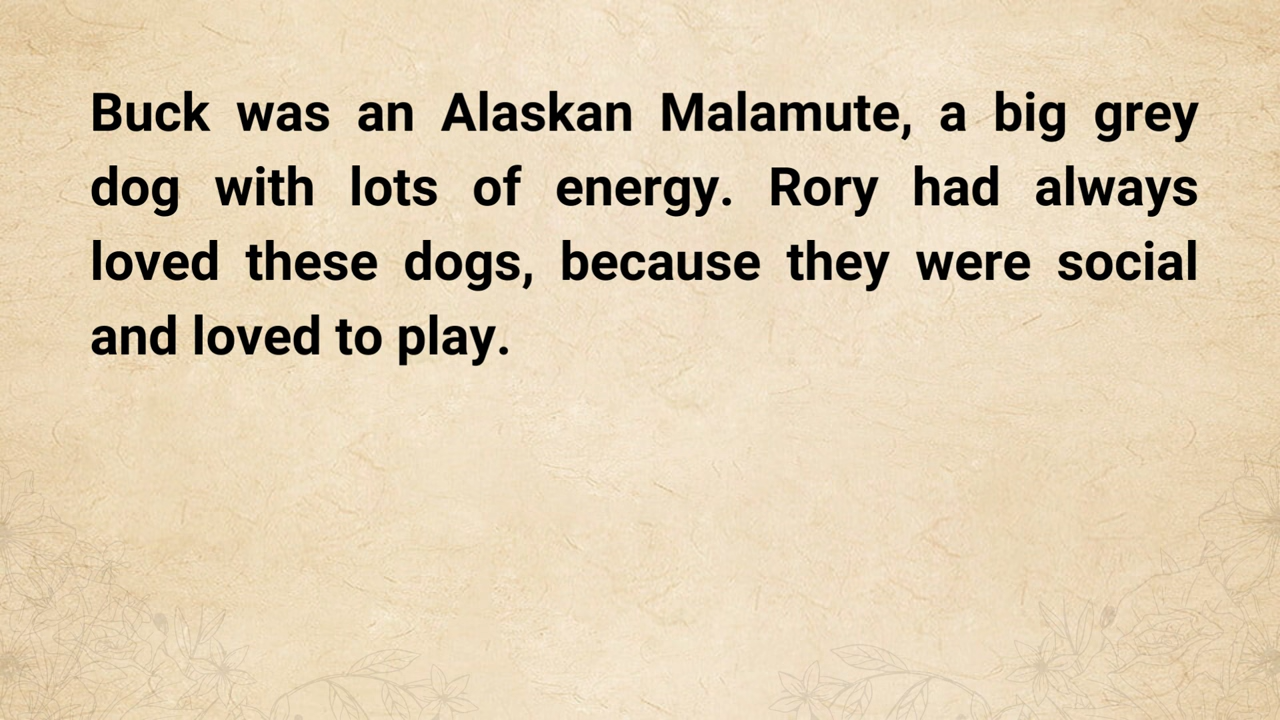 Buck was an Alaskan Malamute, a big grey
dog with lots of energy. Rory had always
loved these dogs, because they were social
and loved to play.